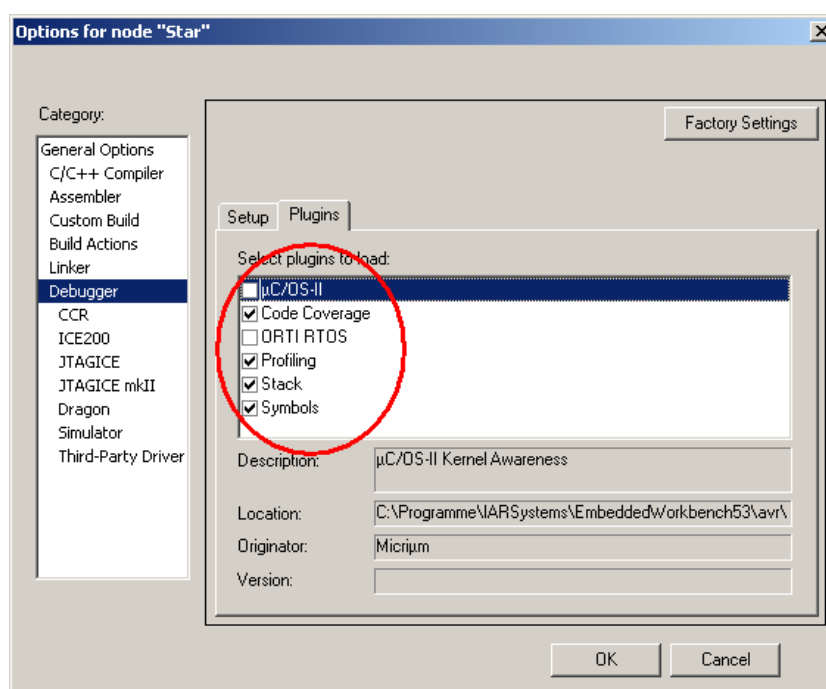 Options for node "Star"
Category:
Factory Settings
General Options
C/C++ Compiler
Assembler
Custom Build
Build Actions
Linker
Debugger
CCR
ICE200
JTAGICE
JTAGICE mkII
Dragon
Simulator
Third-Party Driver
Setup Plugins
Select plugins to load:
µC/OS-II
Code Coverage
ORTI RTOS
Profiling
Stack
Symbols
Description: µC/OS-II Kernel Awareness
Location: C:\Programme\IARSystems\EmbeddedWorkbench53\avr\
Originator: Micriµm
Version:
OK Cancel